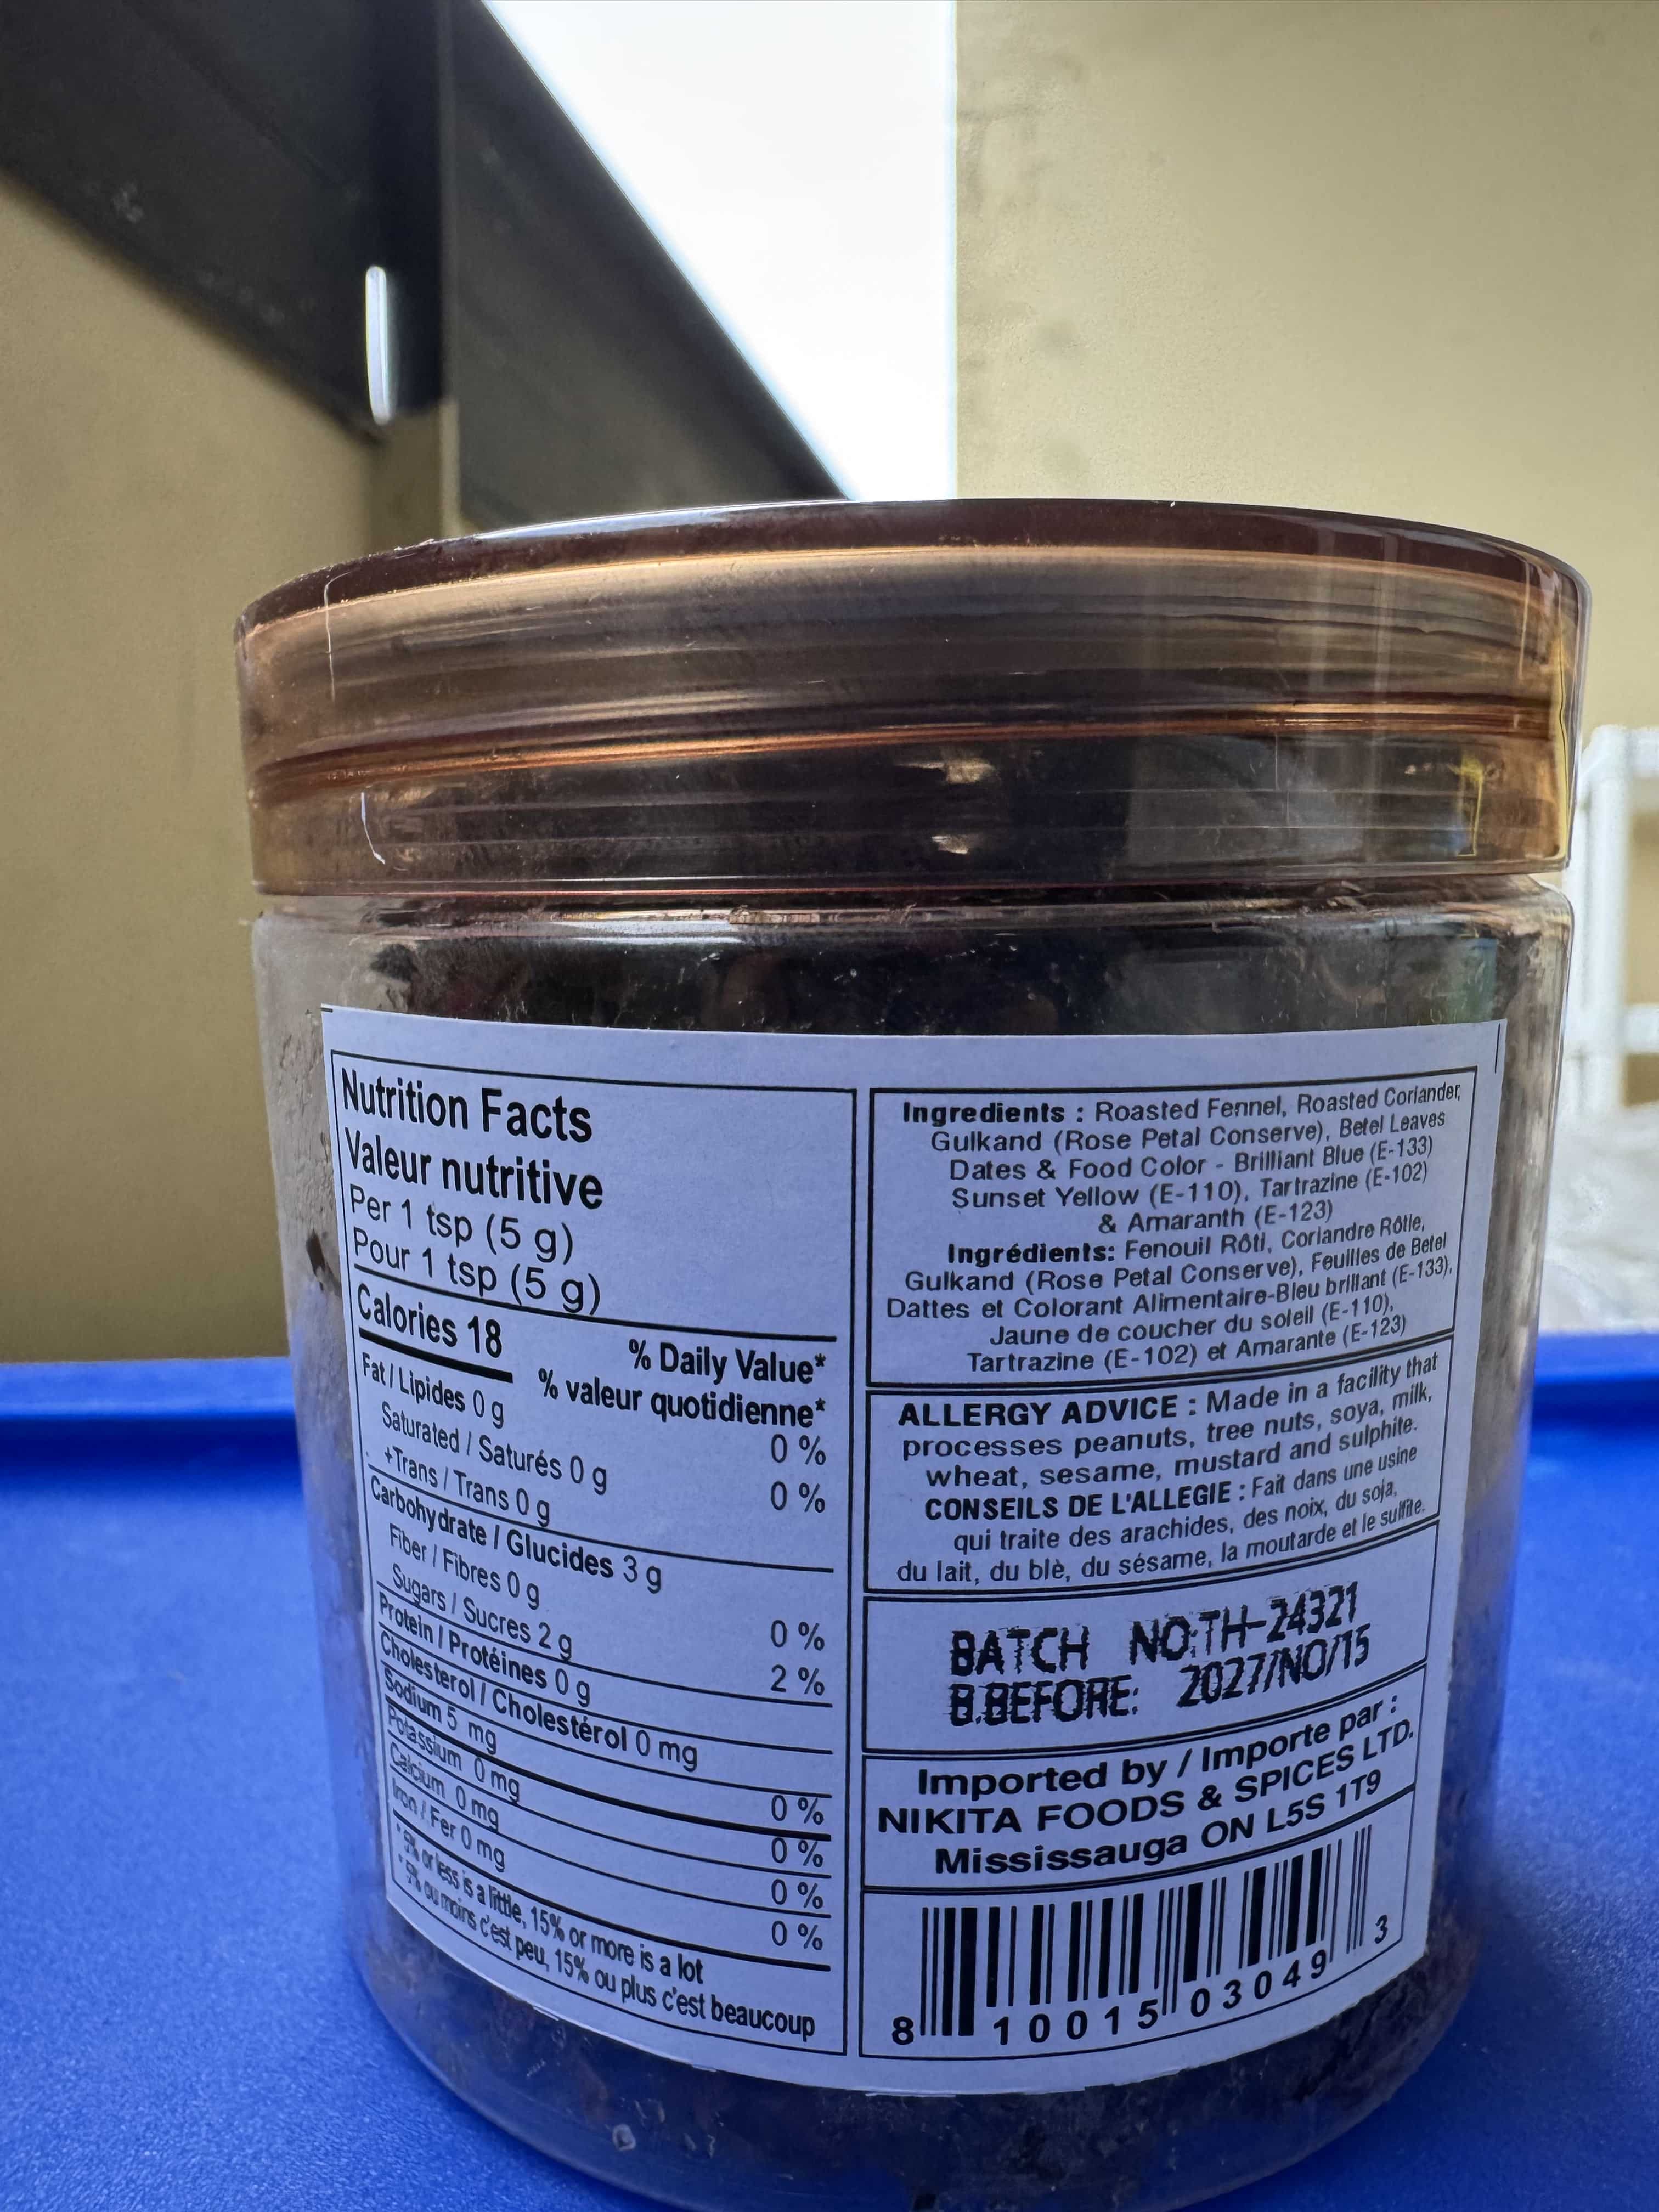 Nutrition Facts
Valeur nutritive
Per 1 tsp (5 g)
Pour 1 tsp (5 g)
Calories 18
% Daily Value*
% valeur quotidienne*
Fat / Lipides 0 g 0 %
Saturated / Saturés 0 g
+Trans / Trans 0 g 0 %
Carbohydrate / Glucides 3 g
Fiber / Fibres 0 g 0 %
Sugars / Sucres 2 g 2 %
Protein / Protéines 0 g
Cholesterol / Cholestérol 0 mg
Sodium 5 mg 0 %
Potassium 0 mg 0 %
Calcium 0 mg 0 %
Iron / Fer 0 mg 0 %
* 5% or less is a little, 15% or more is a lot
* 5% ou moins c'est peu, 15% ou plus c'est beaucoup
Ingredients : Roasted Fennel, Roasted Coriander,
Gulkand (Rose Petal Conserve), Betel Leaves
Dates & Food Color - Brilliant Blue (E-133)
Sunset Yellow (E-110), Tartrazine (E-102)
& Amaranth (E-123)
Ingrédients: Fenouil Rôti, Coriandre Rôtie,
Gulkand (Rose Petal Conserve), Feuilles de Betel
Dattes et Colorant Alimentaire-Bleu brillant (E-133),
Jaune de coucher du soleil (E-110),
Tartrazine (E-102) et Amarante (E-123)
ALLERGY ADVICE : Made in a facility that
processes peanuts, tree nuts, soya, milk,
wheat, sesame, mustard and sulphite.
CONSEILS DE L'ALLEGIE : Fait dans une usine
qui traite des arachides, des noix, du soja,
du lait, du blè, du sésame, la moutarde et le sulfite.
BATCH NO:TH-24321
B.BEFORE: 2027/NO/15
Imported by / Importe par :
NIKITA FOODS & SPICES LTD.
Mississauga ON L5S 1T9
8 10015 03049 3